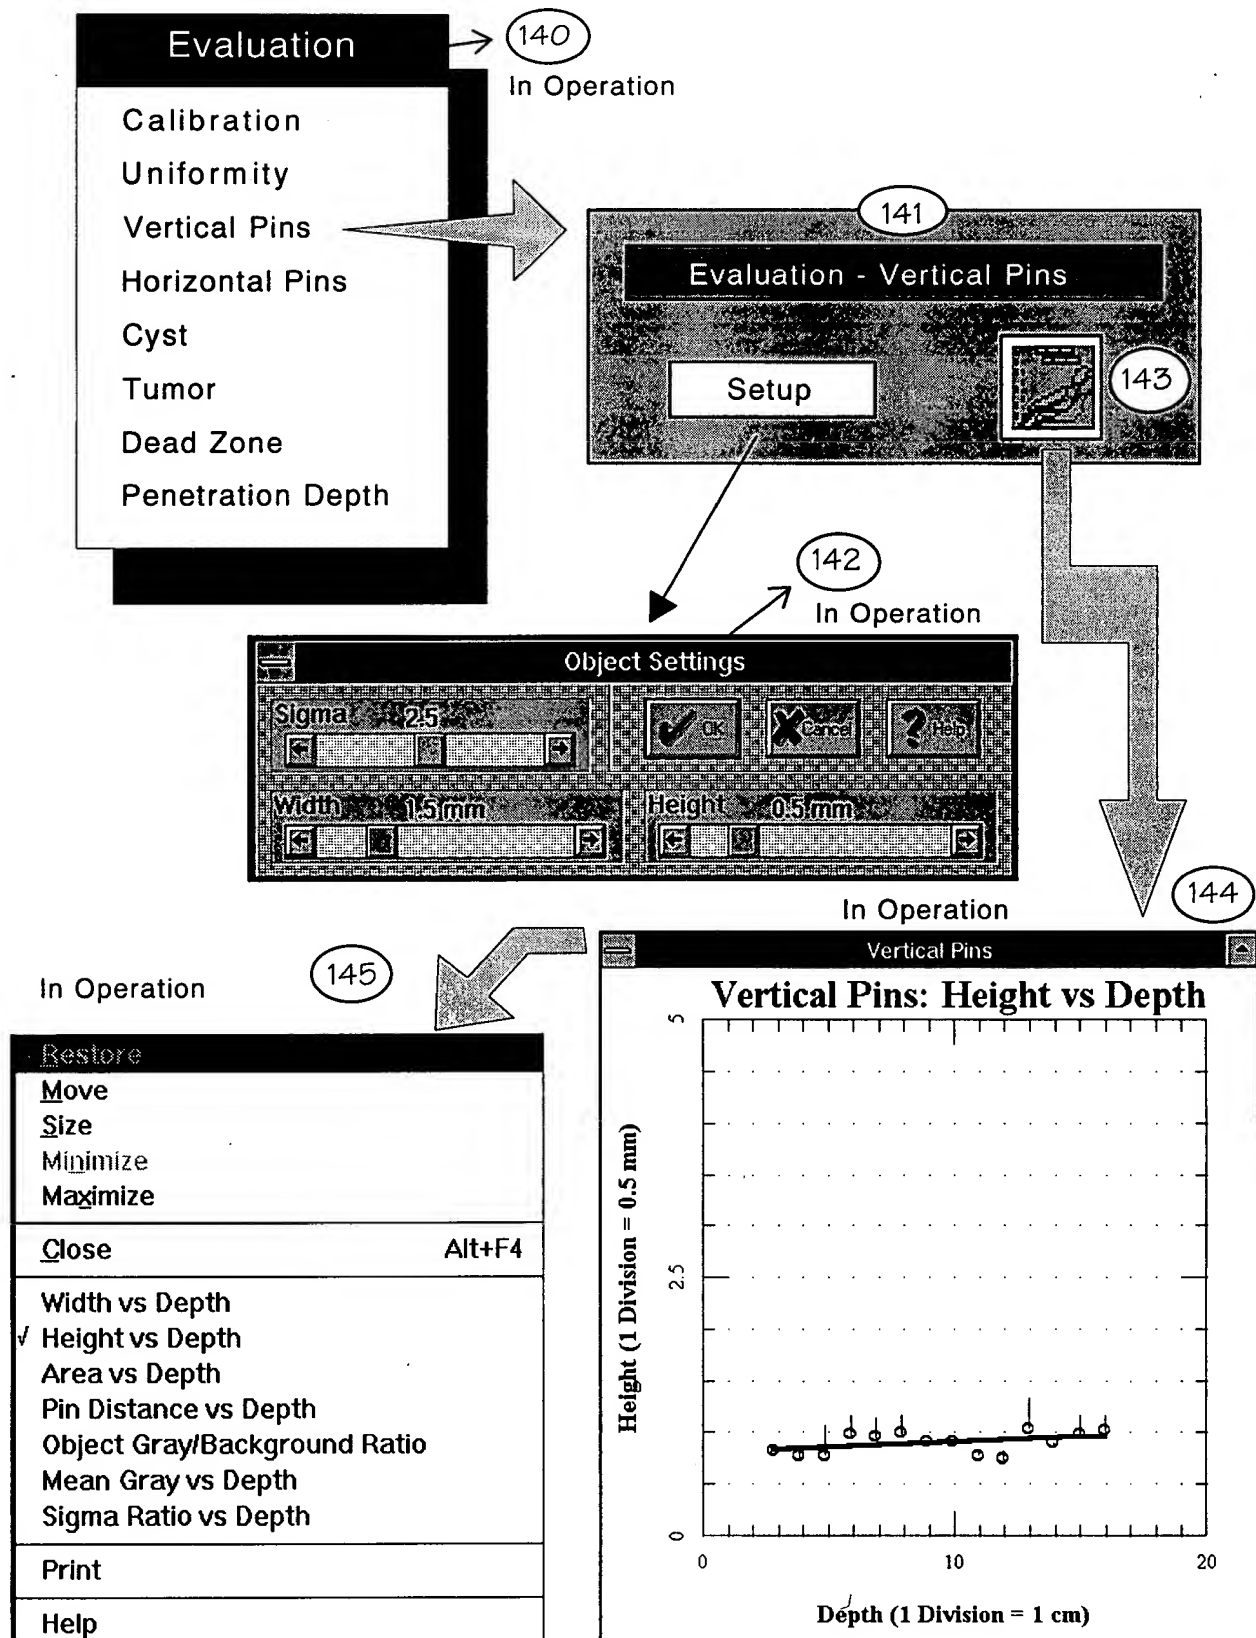 Evaluation
140
In Operation
Calibration
Uniformity
Vertical Pins
Horizontal Pins
Cyst
Tumor
Dead Zone
Penetration Depth
141
Evaluation - Vertical Pins
Setup
143
142
In Operation
Object Settings
Sigma 2.5
OK
Cancel
Help
Width 1.5 mm
Height 0.5 mm
In Operation
144
In Operation
145
Restore
Move
Size
Minimize
Maximize
Close Alt+F4
Width vs Depth
√ Height vs Depth
Area vs Depth
Pin Distance vs Depth
Object Gray/Background Ratio
Mean Gray vs Depth
Sigma Ratio vs Depth
Print
Help
Vertical Pins
Vertical Pins: Height vs Depth
5
2.5
0
Height (1 Division = 0.5 mm)
0 10 20
Depth (1 Division = 1 cm)